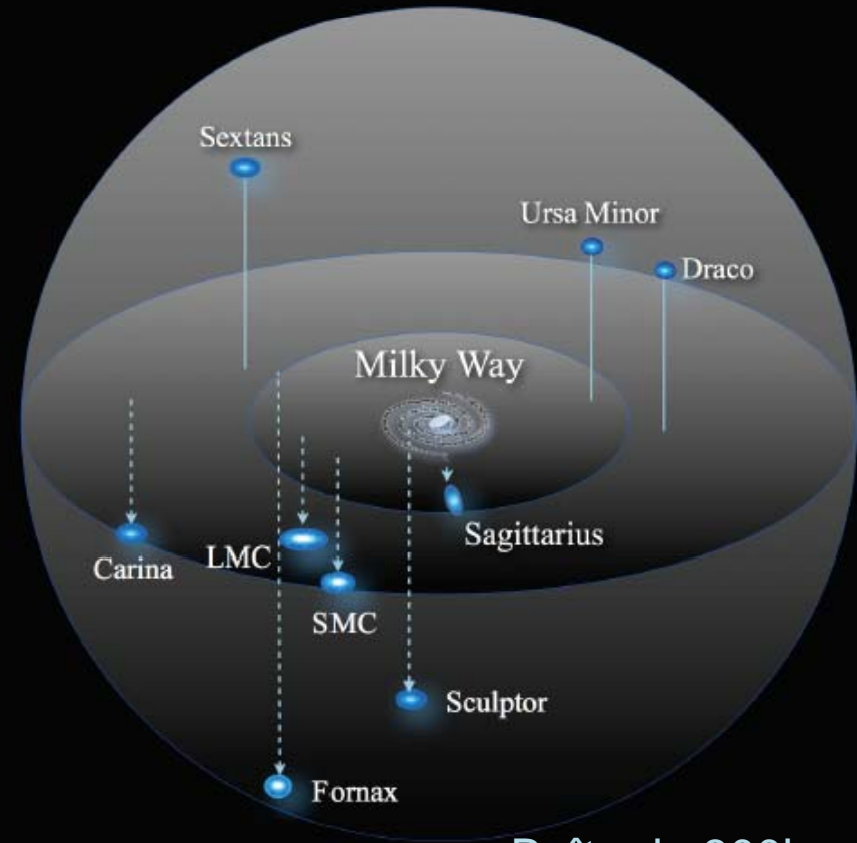 Sextans
Ursa Minor
Draco
Milky Way
Sagittarius
Carina
LMC
SMC
Sculptor
Fornax